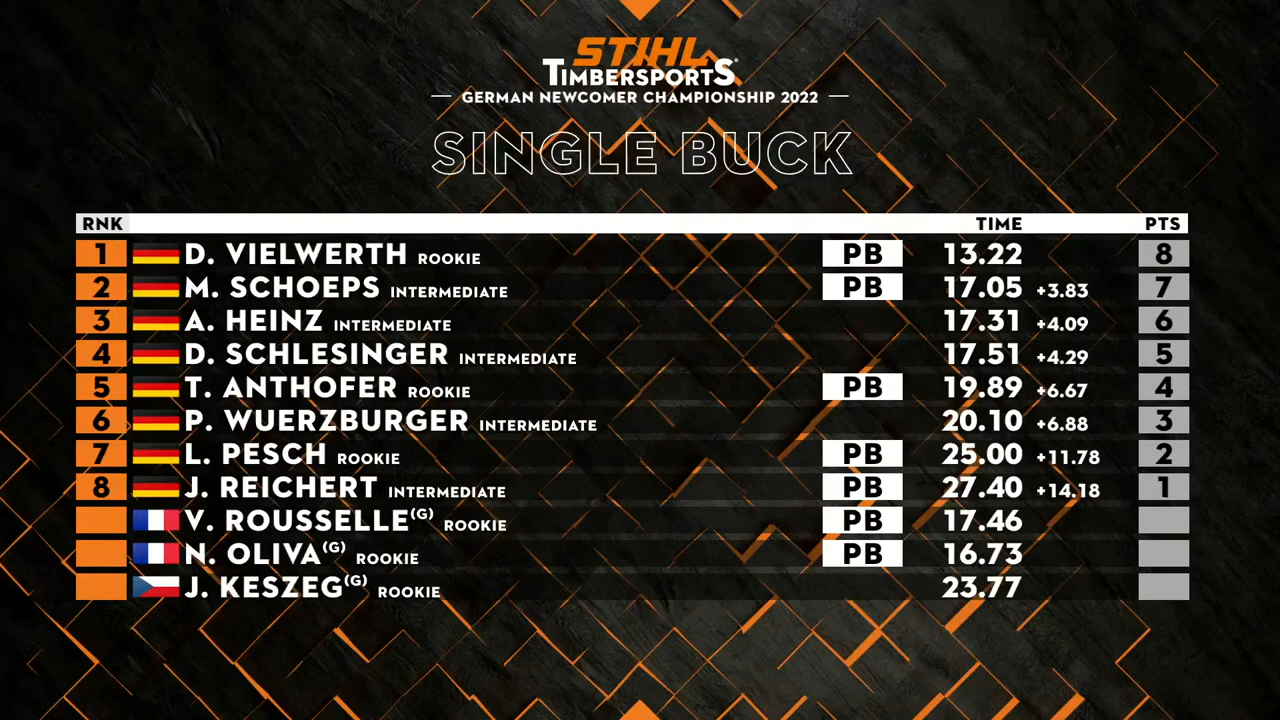 STIHL
TIMBERSPORTS®
GERMAN NEWCOMER CHAMPIONSHIP 2022
SINGLE BUCK
RNK TIME PTS
1 D. VIELWERTH ROOKIE PB 13.22 8
2 M. SCHOEPS INTERMEDIATE PB 17.05 +3.83 7
3 A. HEINZ INTERMEDIATE 17.31 +4.09 6
4 D. SCHLESINGER INTERMEDIATE 17.51 +4.29 5
5 T. ANTHOFER ROOKIE PB 19.89 +6.67 4
6 P. WUERZBURGER INTERMEDIATE 20.10 +6.88 3
7 L. PESCH ROOKIE PB 25.00 +11.78 2
8 J. REICHERT INTERMEDIATE PB 27.40 +14.18 1
V. ROUSSELLE(G) ROOKIE PB 17.46
N. OLIVA(G) ROOKIE PB 16.73
J. KESZEG(G) ROOKIE 23.77